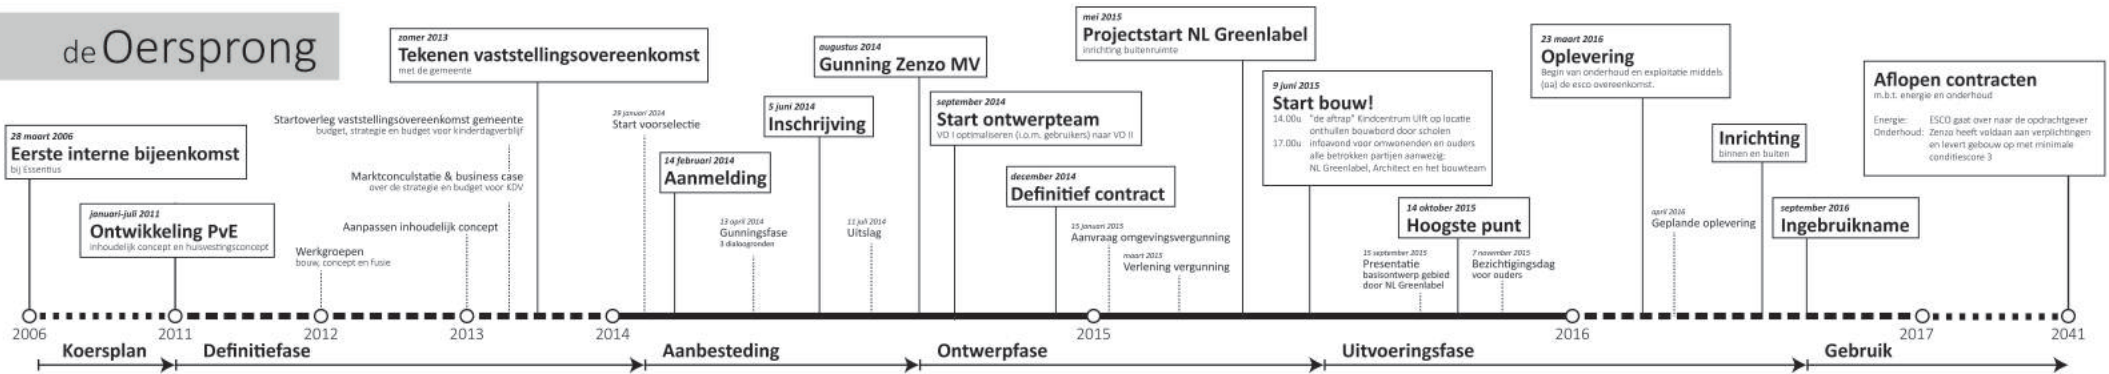 de Oersprong
28 maart 2006
Eerste interne bijeenkomst
bij Essentius
januari-juli 2011
Ontwikkeling PvE
inhoudelijk concept en huisvestingsconcept
Werkgroepen
bouw, concept en fusie
Aanpassen inhoudelijk concept
Marktconculstatie & business case
over de strategie en budget voor KDV
Startoverleg vaststellingsovereenkomst gemeente
budget, strategie en budget voor kinderdagverblijf
zomer 2013
Tekenen vaststellingsovereenkomst
met de gemeente
29 januari 2014
Start voorselectie
14 februari 2014
Aanmelding
13 april 2014
Gunningsfase
3 dialoogronden
5 juni 2014
Inschrijving
11 juli 2014
Uitslag
augustus 2014
Gunning Zenzo MV
september 2014
Start ontwerpteam
VO I optimaliseren (i.o.m. gebruikers) naar VO II
december 2014
Definitief contract
15 januari 2015
Aanvraag omgevingsvergunning
maart 2015
Verlening vergunning
mei 2015
Projectstart NL Greenlabel
inrichting buitenruimte
9 juni 2015
Start bouw!
14.00u "de aftrap" Kindcentrum Ulft op locatie
onthullen bouwbord door scholen
17.00u infoavond voor omwonenden en ouders
alle betrokken partijen aanwezig:
NL Greenlabel, Architect en het bouwteam
15 september 2015
Presentatie
basisontwerp gebied
door NL Greenlabel
14 oktober 2015
Hoogste punt
7 november 2015
Bezichtigingsdag
voor ouders
23 maart 2016
Oplevering
Begin van onderhoud en exploitatie middels
(oa) de esco overeenkomst.
april 2016
Geplande oplevering
Inrichting
binnen en buiten
september 2016
Ingebruikname
Aflopen contracten
m.b.t. energie en onderhoud
Energie: ESCO gaat over naar de opdrachtgever
Onderhoud: Zenzo heeft voldaan aan verplichtingen
en levert gebouw op met minimale
conditiescore 3
2006 2011 2012 2013 2014 2015 2016 2017 2041
Koersplan Definitiefase Aanbesteding Ontwerpfase Uitvoeringsfase Gebruik